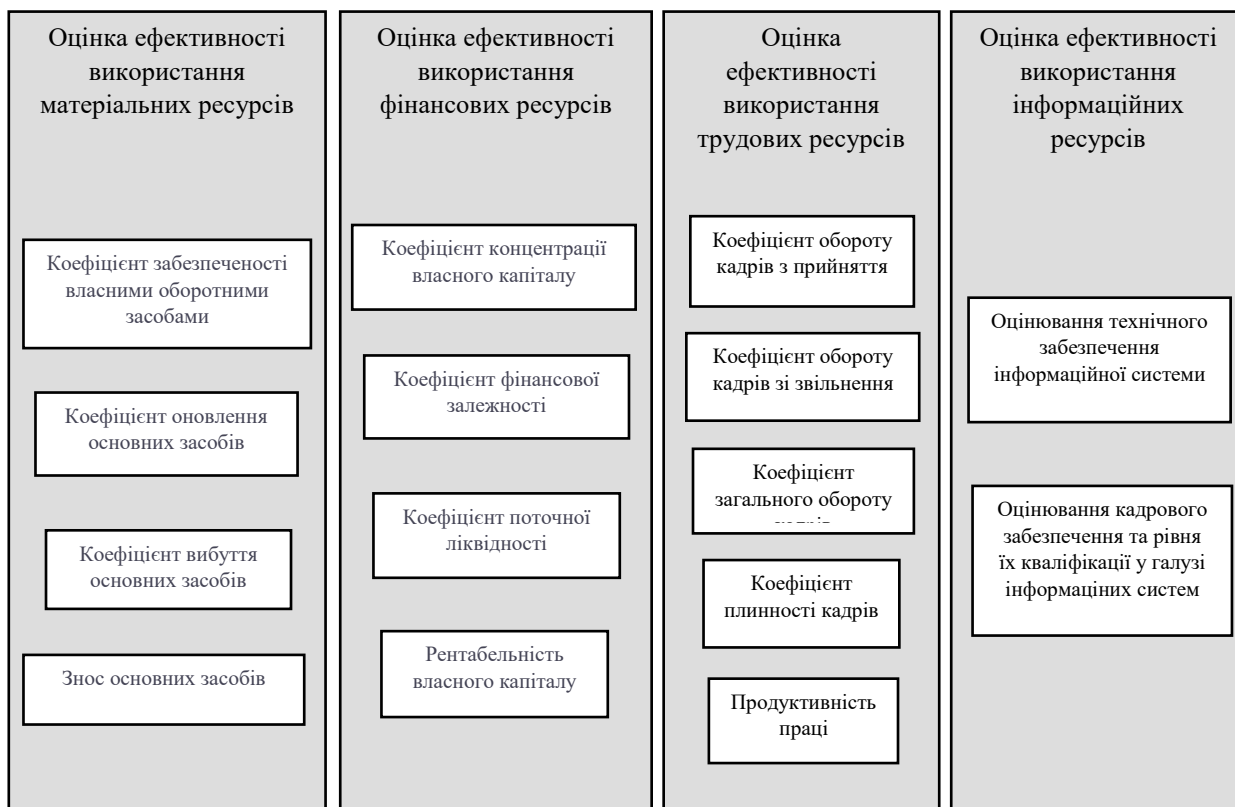 Оцінка ефективності
використання
матеріальних ресурсів
Коефіцієнт забезпеченості
власними оборотними
засобами
Коефіцієнт оновлення
основних засобів
Коефіцієнт вибуття
основних засобів
Знос основних засобів
Оцінка ефективності
використання
фінансових ресурсів
Коефіцієнт концентрації
власного капіталу
Коефіцієнт фінансової
залежності
Коефіцієнт поточної
ліквідності
Рентабельність
власного капіталу
Оцінка
ефективності
використання
трудових ресурсів
Коефіцієнт обороту
кадрів з прийняття
Коефіцієнт обороту
кадрів зі звільнення
Коефіцієнт
загального обороту
Коефіцієнт
плинності кадрів
Продуктивність
праці
Оцінка ефективності
використання
інформаційних
ресурсів
Оцінювання технічного
забезпечення
інформаційної системи
Оцінювання кадрового
забезпечення та рівня
їх кваліфікації у галузі
інформаціних систем